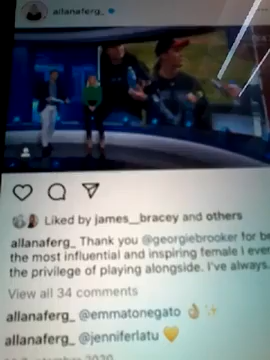 allanaferg_
Liked by james__bracey and others
allanaferg_ Thank you @georgiebrooker for be
the most influential and inspiring female I ever
the privilege of playing alongside. I've always
View all 34 comments
allanaferg_ @emmatonegato 👌✨
allanaferg_ @jenniferlatu 💛
2020